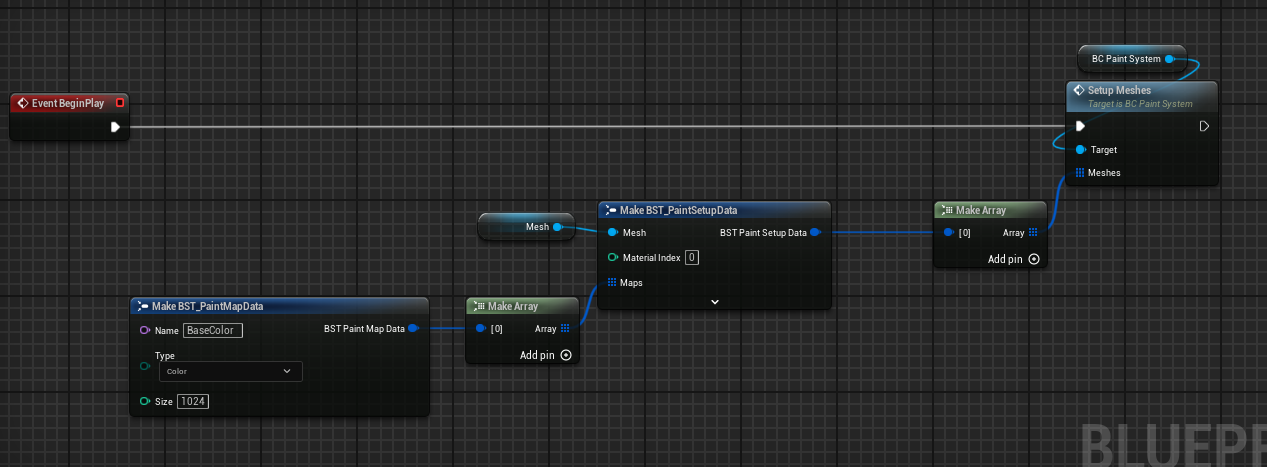 BC Paint System
Setup Meshes
Target is BC Paint System
Target
Meshes
Event BeginPlay
Make BST_PaintSetupData
Mesh
Mesh
BST Paint Setup Data
Material Index 0
Maps
Make Array
[0]
Array
Add pin
Make BST_PaintMapData
Name BaseColor
BST Paint Map Data
Type
Color
Size 1024
Make Array
[0]
Array
Add pin